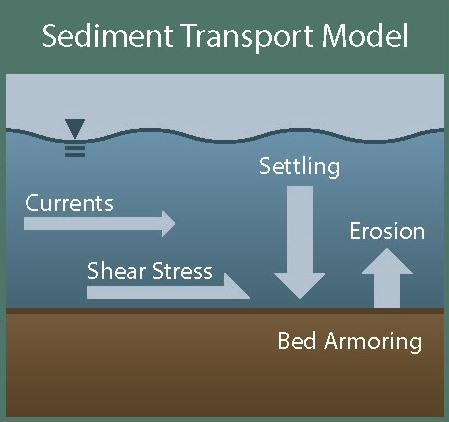 Sediment Transport Model
Settling
Currents
Erosion
Shear Stress
Bed Armoring